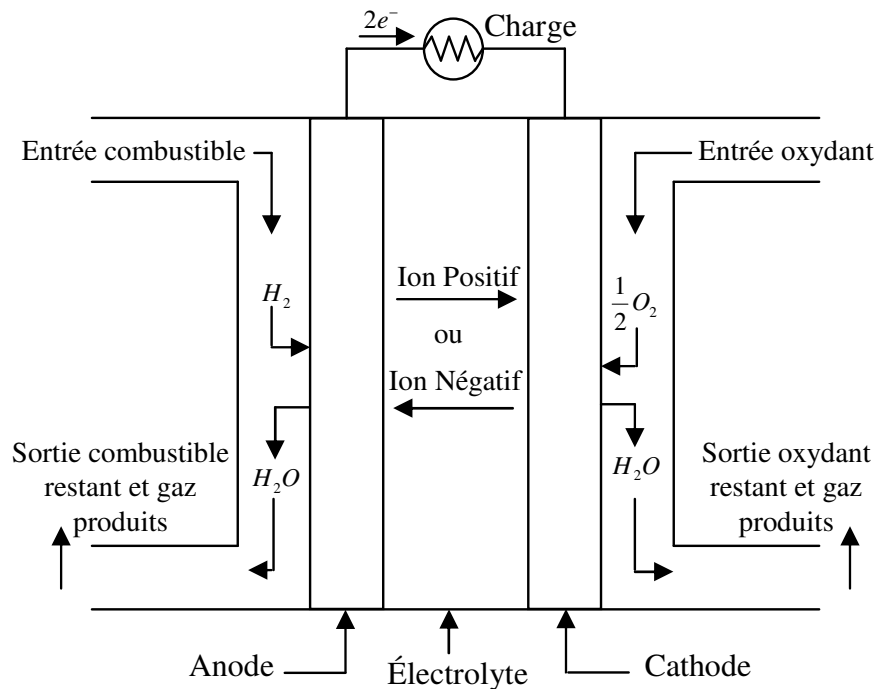 2e⁻
Charge
Entrée combustible
Entrée oxydant
H₂
Ion Positif
½O₂
ou
Ion Négatif
Sortie combustible
restant et gaz
produits
H₂O
H₂O
Sortie oxydant
restant et gaz
produits
Anode
Électrolyte
Cathode